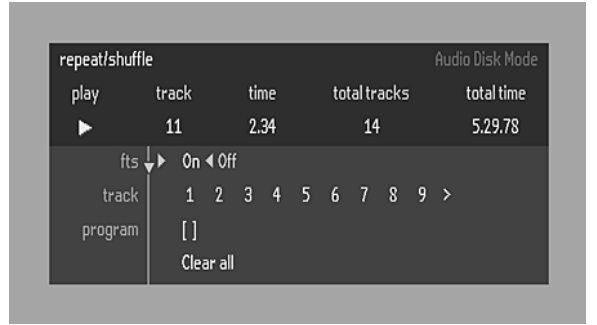 repeat/shuffle Audio Disk Mode
play track time total tracks total time
11 2.34 14 5.29.78
fts On Off
track 1 2 3 4 5 6 7 8 9 >
program [ ]
Clear all